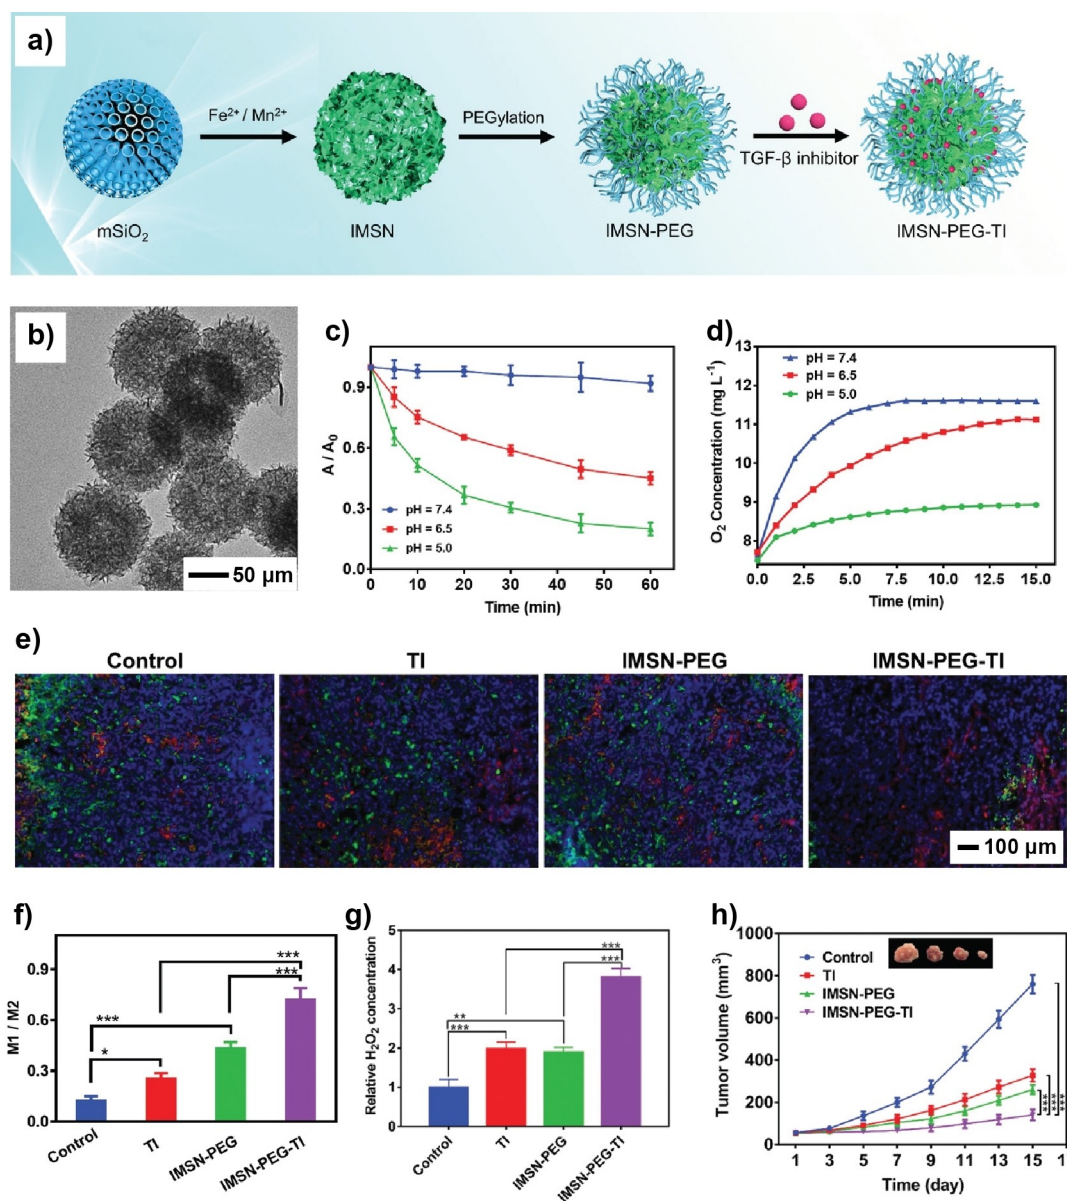 a)
Fe²⁺ / Mn²⁺
PEGylation
TGF-β inhibitor
mSiO₂
IMSN
IMSN-PEG
IMSN-PEG-TI
b)
50 μm
c)
0.9
0.6
0.3
0.0
A / A₀
pH = 7.4
pH = 6.5
pH = 5.0
0 10 20 30 40 50 60
Time (min)
d)
13
12
11
10
9
8
O₂ Concentration (mg L⁻¹)
pH = 7.4
pH = 6.5
pH = 5.0
0.0 2.5 5.0 7.5 10.0 12.5 15.0
Time (min)
e)
Control
TI
IMSN-PEG
IMSN-PEG-TI
100 μm
f)
0.9
0.6
0.3
0.0
M1 / M2
***
***
***
*
Control
TI
IMSN-PEG
IMSN-PEG-TI
g)
5
4
3
2
1
0
Relative H₂O₂ concentration
***
***
**
***
Control
TI
IMSN-PEG
IMSN-PEG-TI
h)
1000
800
600
400
200
0
Tumor volume (mm³)
Control
TI
IMSN-PEG
IMSN-PEG-TI
***
***
***
1 3 5 7 9 11 13 15 1
Time (day)